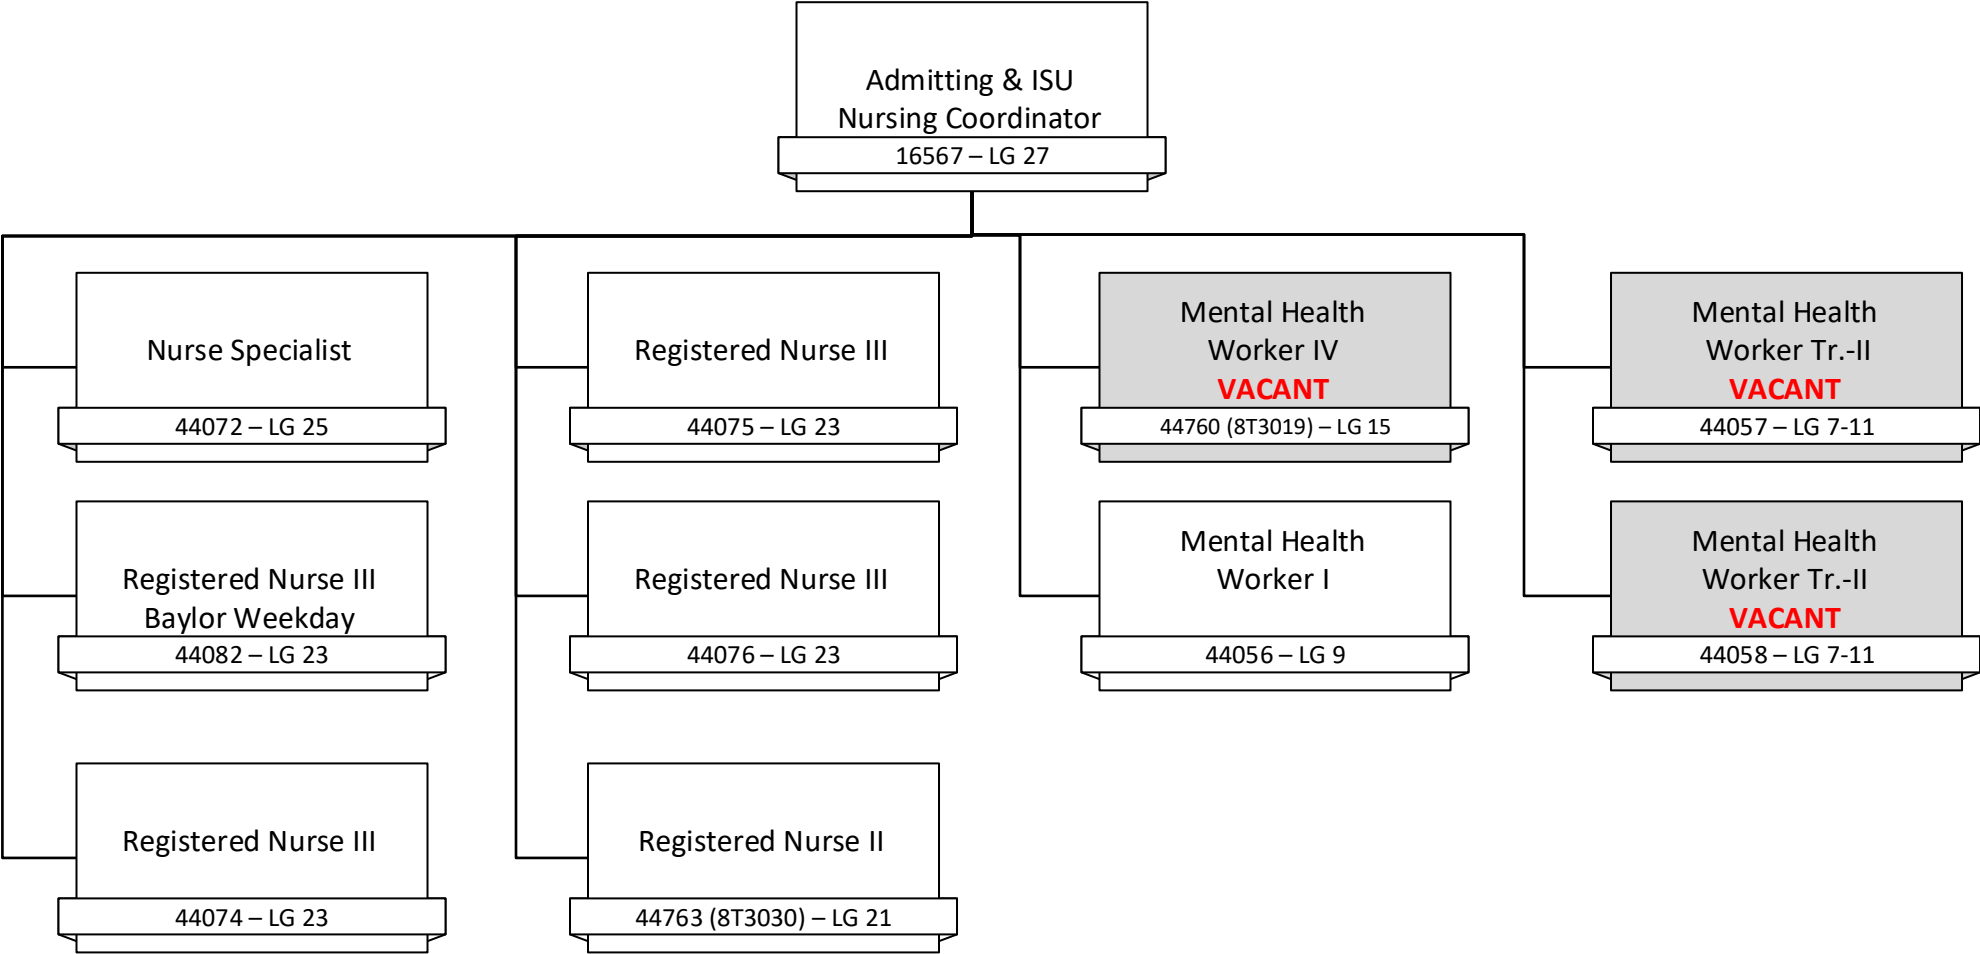 Admitting & ISU
Nursing Coordinator
16567 – LG 27
Nurse Specialist
44072 – LG 25
Registered Nurse III
44075 – LG 23
Mental Health
Worker IV
VACANT
44760 (8T3019) – LG 15
Mental Health
Worker Tr.-II
VACANT
44057 – LG 7-11
Registered Nurse III
Baylor Weekday
44082 – LG 23
Registered Nurse III
44076 – LG 23
Mental Health
Worker I
44056 – LG 9
Mental Health
Worker Tr.-II
VACANT
44058 – LG 7-11
Registered Nurse III
44074 – LG 23
Registered Nurse II
44763 (8T3030) – LG 21